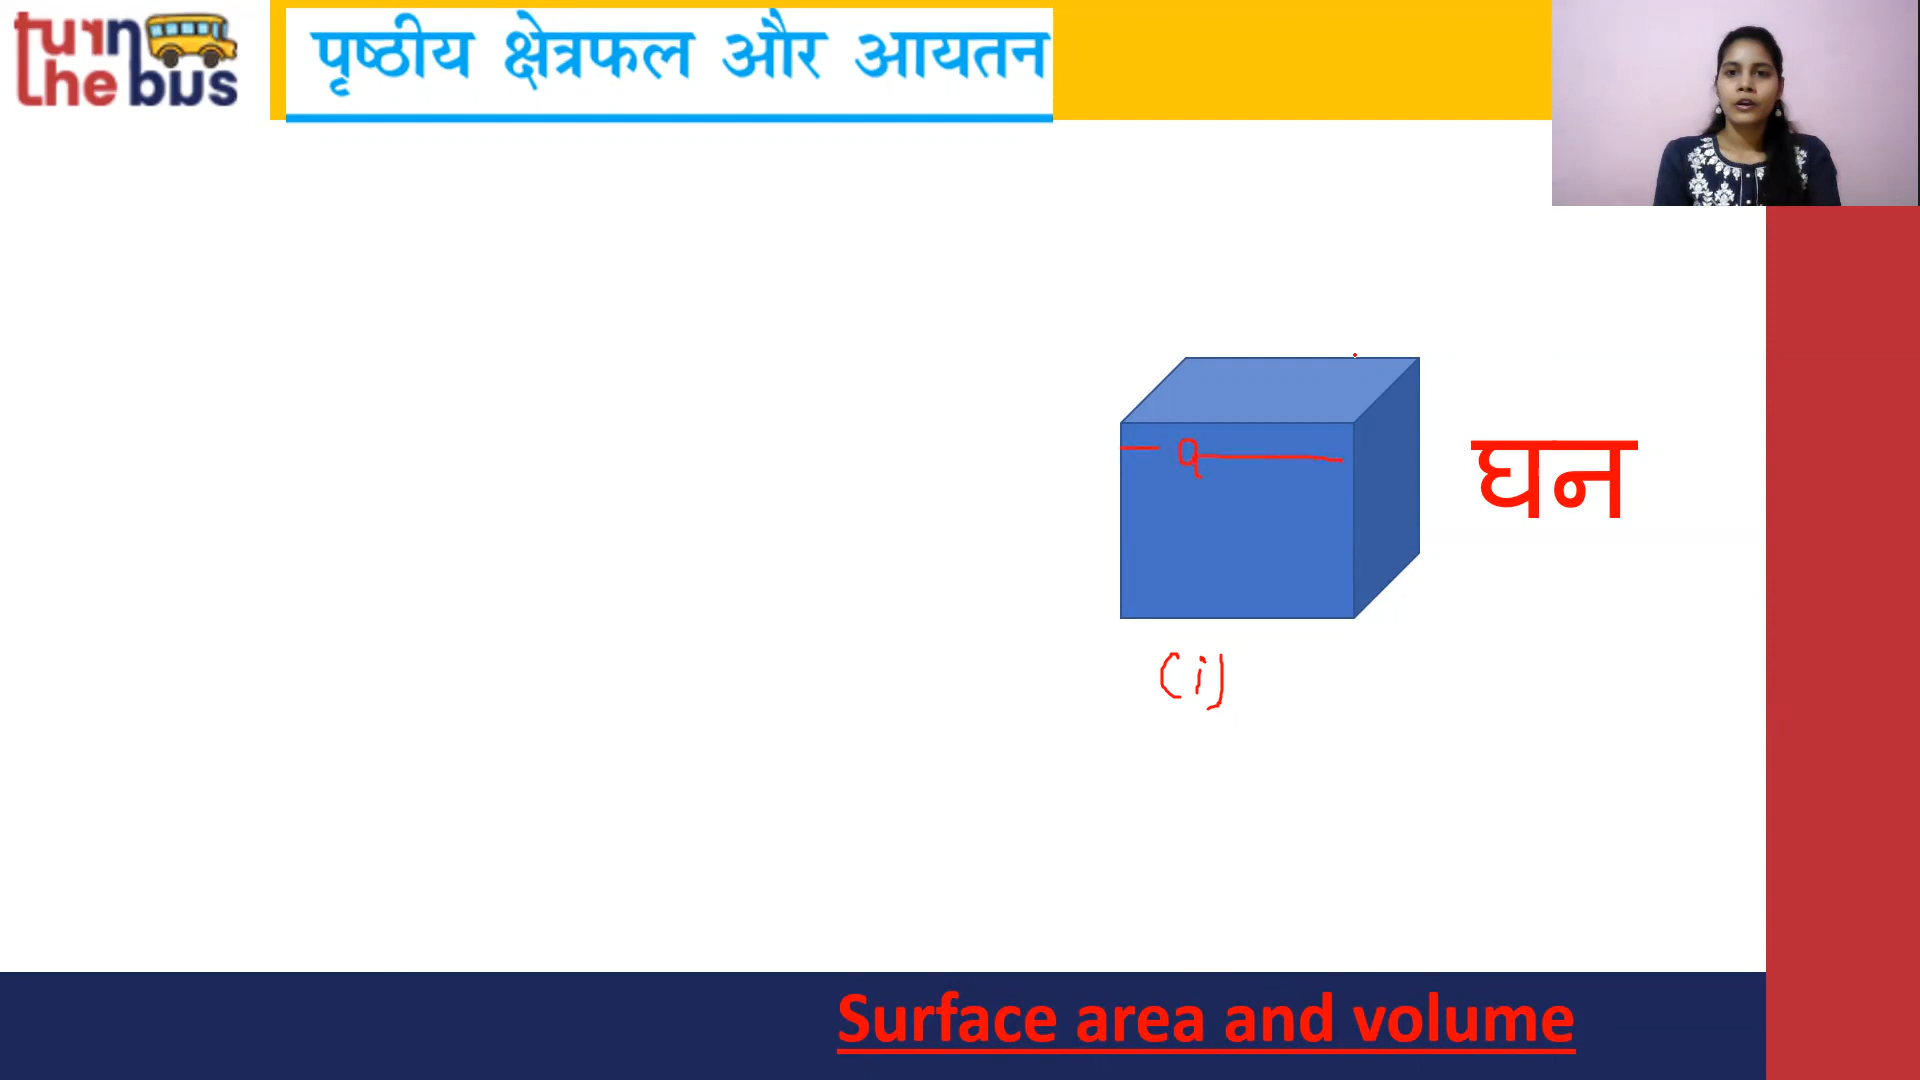 turn
the bus
पृष्ठीय क्षेत्रफल और आयतन
a
घन
(i)
Surface area and volume